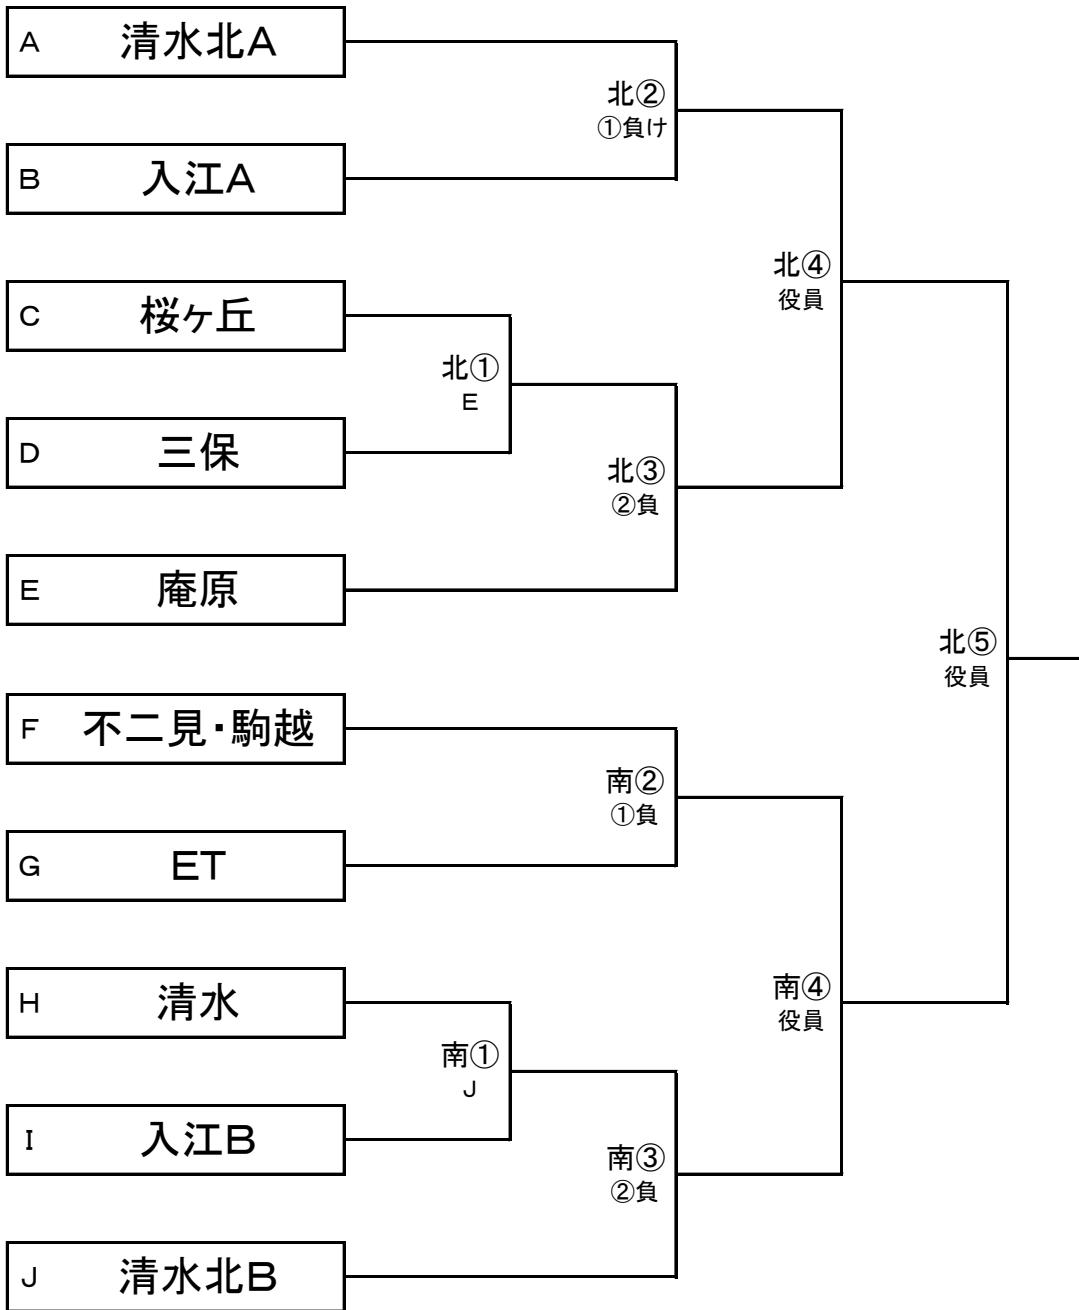 A 清水北A
北②
①負け
B 入江A
北④
役員
C 桜ヶ丘
北①
E
D 三保
北③
②負
E 庵原
北⑤
役員
F 不二見・駒越
南②
①負
G ET
H 清水
南④
役員
南①
J
I 入江B
南③
②負
J 清水北B